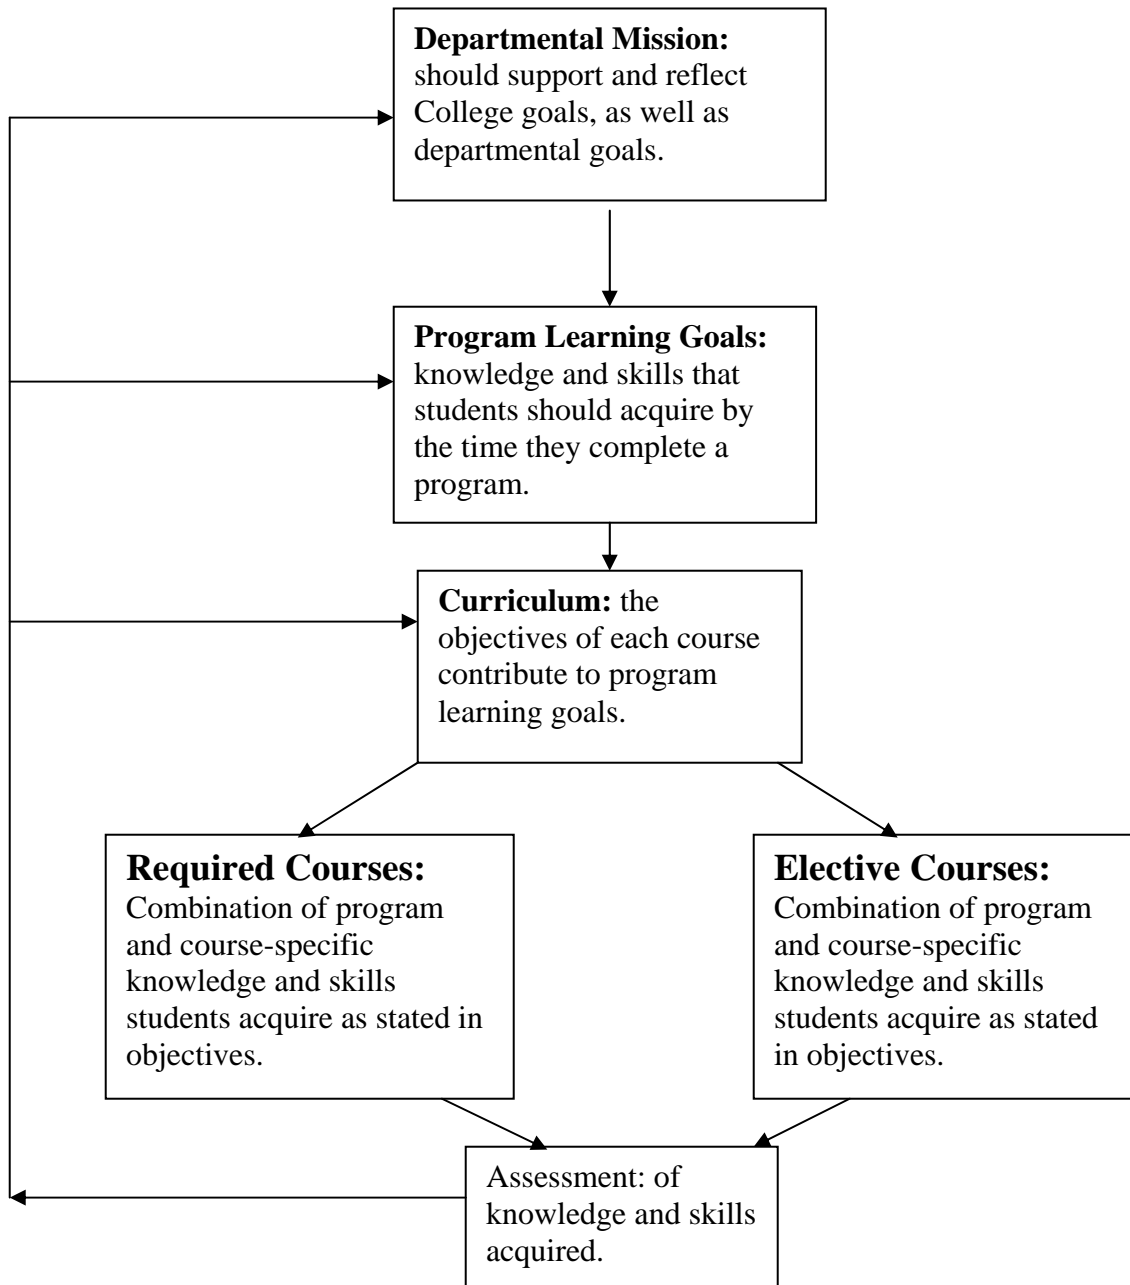 Departmental Mission:
should support and reflect
College goals, as well as
departmental goals.
Program Learning Goals:
knowledge and skills that
students should acquire by
the time they complete a
program.
Curriculum: the
objectives of each course
contribute to program
learning goals.
Required Courses:
Combination of program
and course-specific
knowledge and skills
students acquire as stated in
objectives.
Elective Courses:
Combination of program
and course-specific
knowledge and skills
students acquire as stated
in objectives.
Assessment: of
knowledge and skills
acquired.